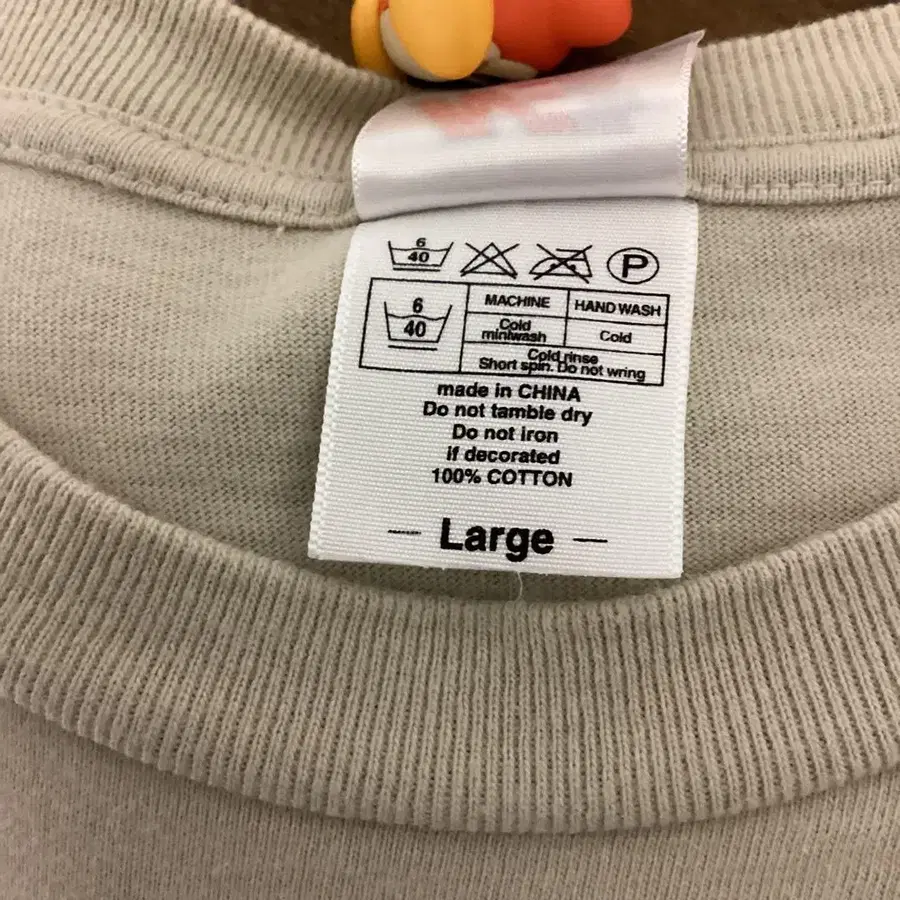 6
40
P
6
40
MACHINE
HAND WASH
Cold
miniwash
Cold
Cold rinse
Short spin. Do not wring
made in CHINA
Do not tamble dry
Do not iron
if decorated
100% COTTON
— Large —